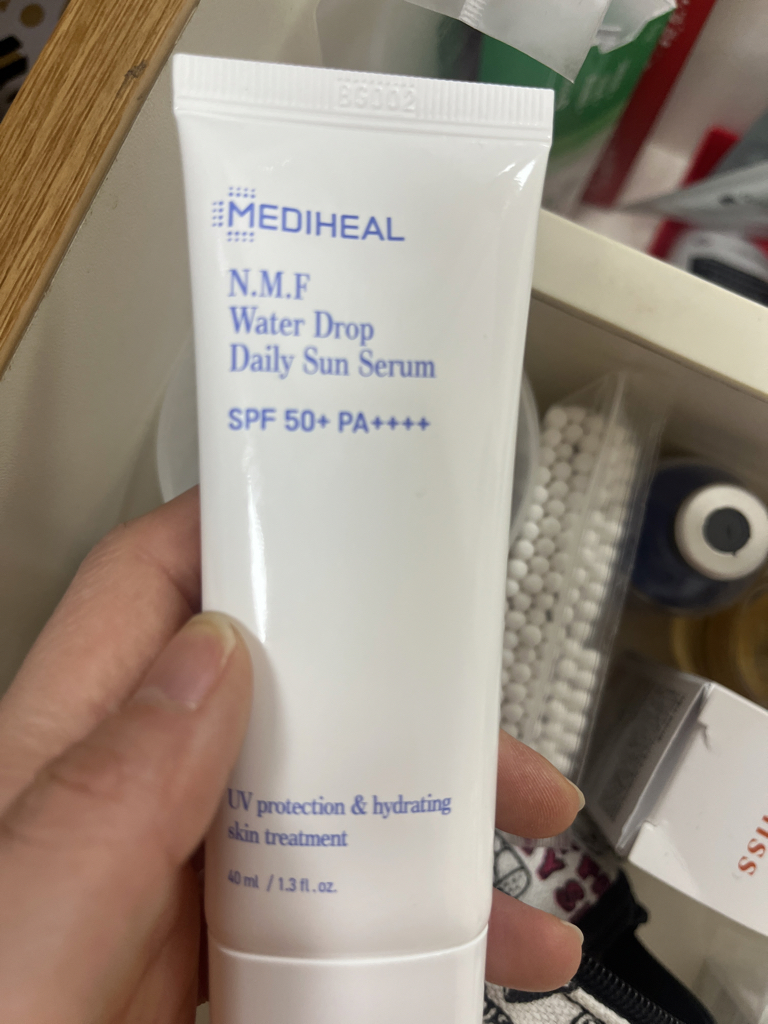 BG002
MEDIHEAL
N.M.F
Water Drop
Daily Sun Serum
SPF 50+ PA++++
UV protection & hydrating
skin treatment
40 ml / 1.3 fl. oz.